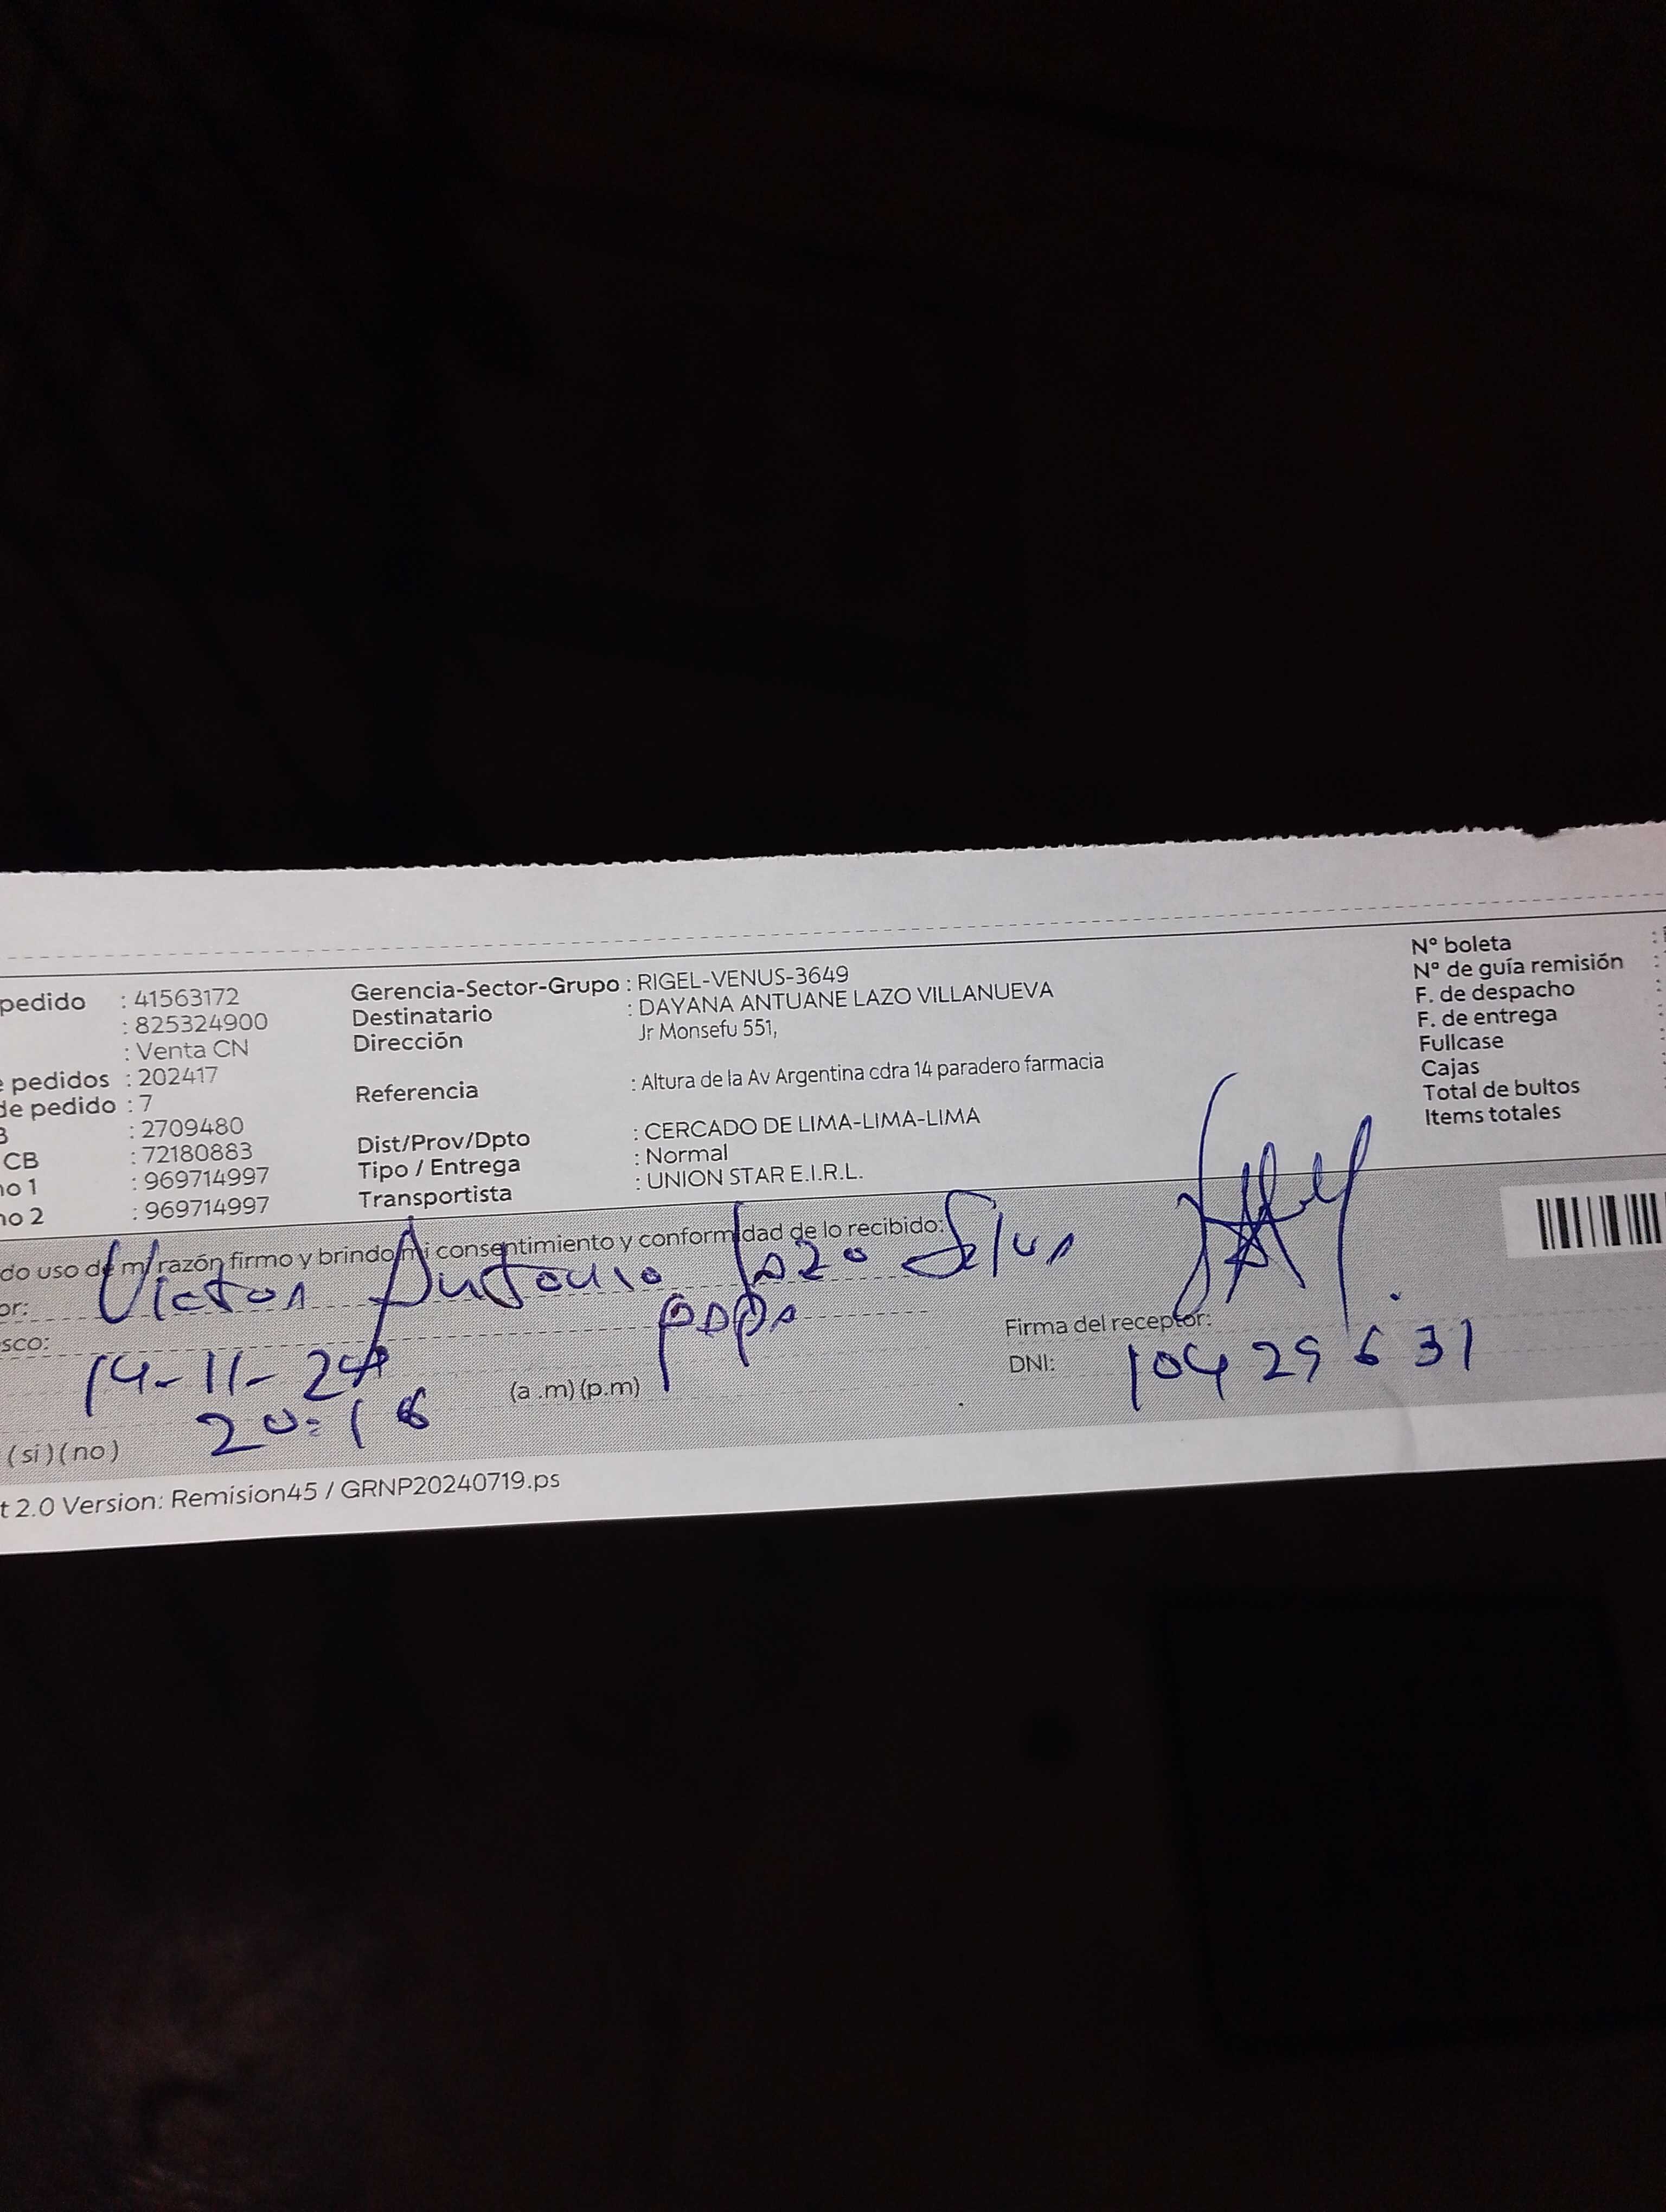 pedido : 41563172
: 825324900
: Venta CN
e pedidos : 202417
de pedido : 7
: 2709480
CB : 72180883
no 1 : 969714997
no 2 : 969714997
Gerencia-Sector-Grupo : RIGEL-VENUS-3649
Destinatario : DAYANA ANTUANE LAZO VILLANUEVA
Dirección Jr Monsefu 551,
Referencia : Altura de la Av Argentina cdra 14 paradero farmacia
Dist/Prov/Dpto : CERCADO DE LIMA-LIMA-LIMA
Tipo / Entrega : Normal
Transportista : UNION STAR E.I.R.L.
N° boleta
N° de guía remisión
F. de despacho
F. de entrega
Fullcase
Cajas
Total de bultos
Items totales
do uso de mi razón firmo y brindo mi consentimiento y conformidad de lo recibido:
or: Victor Antonio Lazo
sco: papa
14-11-24
20:16 (a .m) (p.m)
Firma del receptor:
DNI: 10429631
(si) (no)
t 2.0 Version: Remision45 / GRNP20240719.ps